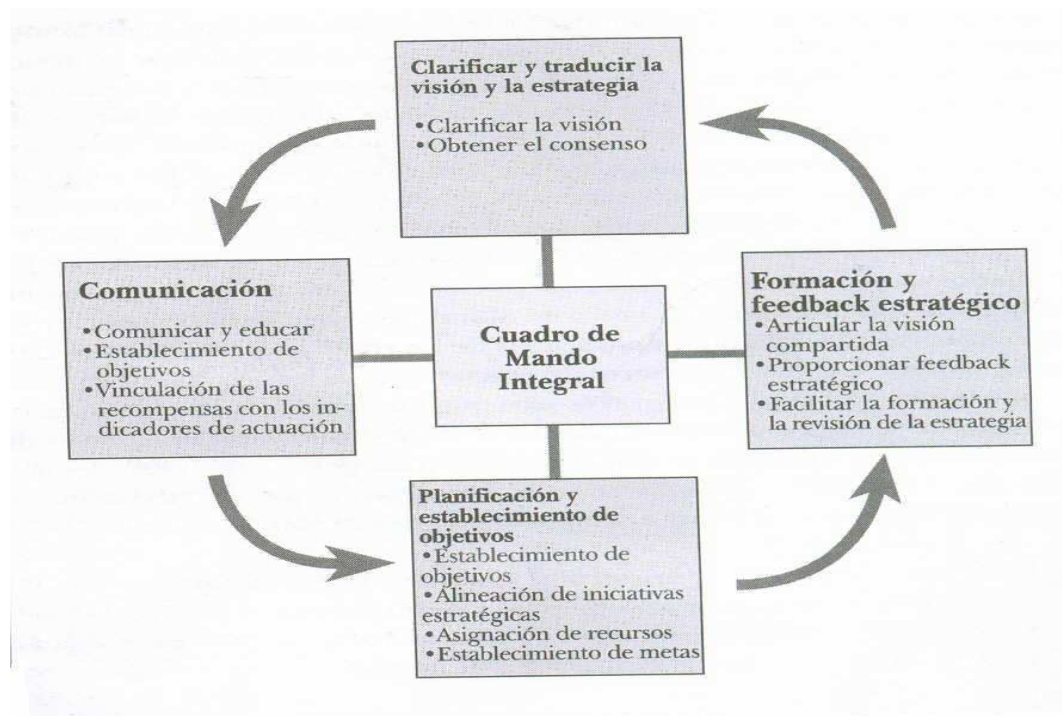 Clarificar y traducir la
visión y la estrategia
•Clarificar la visión
•Obtener el consenso
Comunicación
•Comunicar y educar
•Establecimiento de
objetivos
•Vinculación de las
recompensas con los in-
dicadores de actuación
Cuadro de
Mando
Integral
Formación y
feedback estratégico
•Articular la visión
compartida
•Proporcionar feedback
estratégico
•Facilitar la formación y
la revisión de la estrategia
Planificación y
establecimiento de
objetivos
•Establecimiento de
objetivos
•Alineación de iniciativas
estratégicas
•Asignación de recursos
•Establecimiento de metas